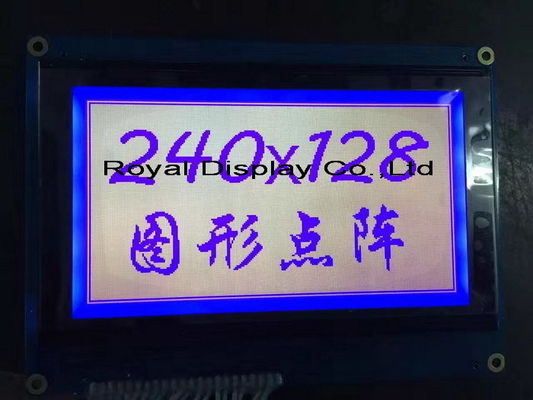 240x128
Royal Display Co.,Ltd
图形点阵